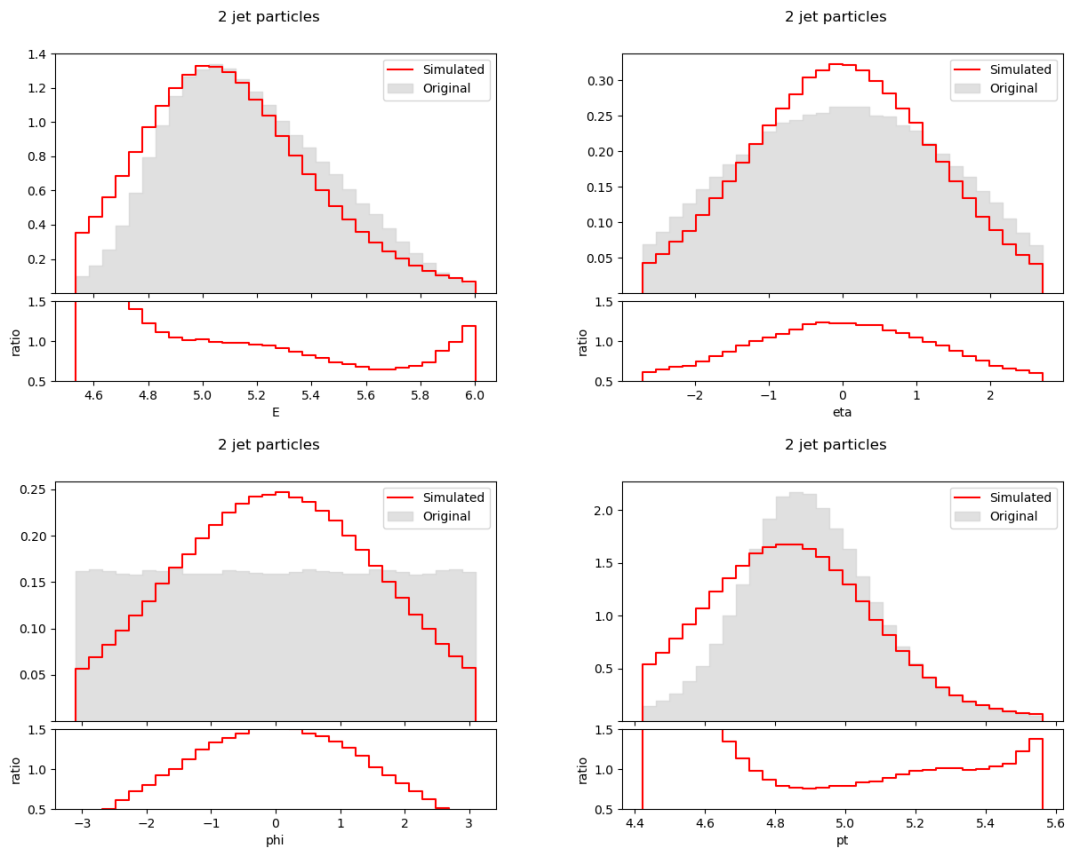 2 jet particles
1.4
1.2
1.0
0.8
0.6
0.4
0.2
Simulated
Original
1.5
1.0
0.5
ratio
4.6 4.8 5.0 5.2 5.4 5.6 5.8 6.0
E
2 jet particles
0.30
0.25
0.20
0.15
0.10
0.05
Simulated
Original
1.5
1.0
0.5
ratio
−2 −1 0 1 2
eta
2 jet particles
0.25
0.20
0.15
0.10
0.05
Simulated
Original
1.5
1.0
0.5
ratio
−3 −2 −1 0 1 2 3
phi
2 jet particles
2.0
1.5
1.0
0.5
Simulated
Original
1.5
1.0
0.5
ratio
4.4 4.6 4.8 5.0 5.2 5.4 5.6
pt